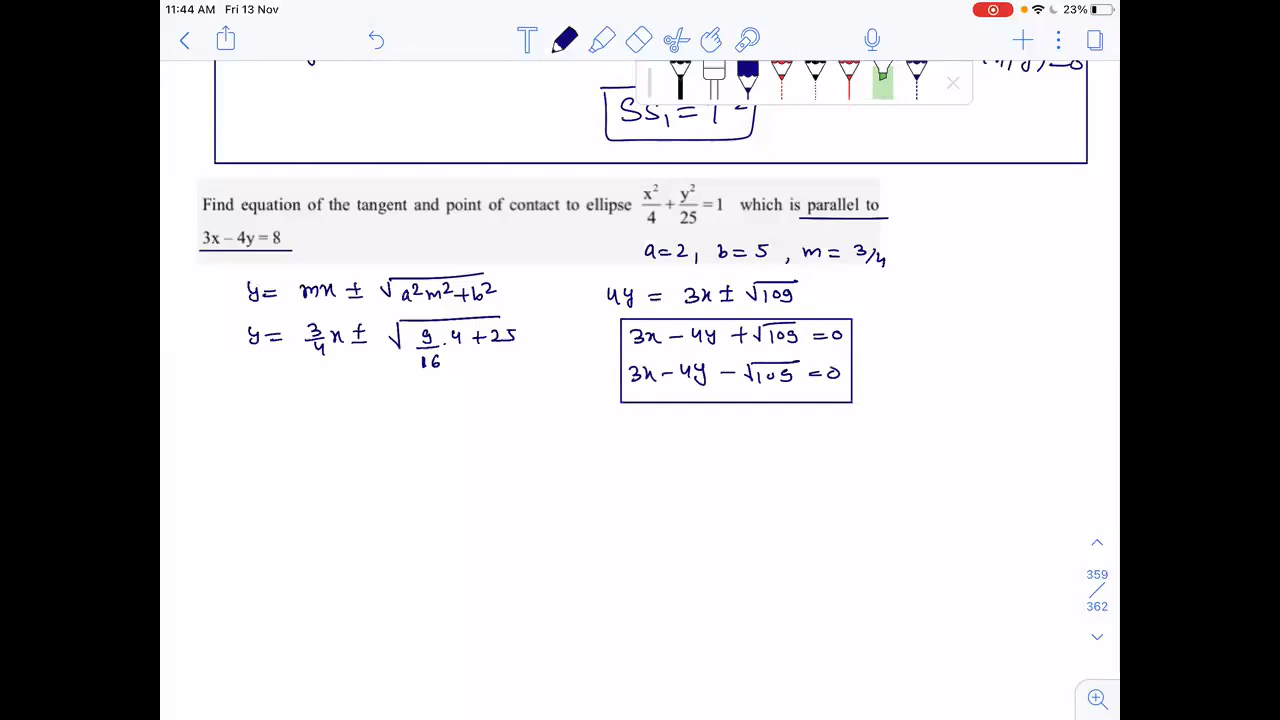 11:44 AM Fri 13 Nov
23%
T
SS₁ = T²
Find equation of the tangent and point of contact to ellipse x²/4 + y²/25 = 1 which is parallel to
3x – 4y = 8
a=2, b=5, m = 3/4
y = mx ± √(a²m²+b²)
y = 3/4 x ± √(9/16 . 4 + 25)
4y = 3x ± √109
3x – 4y + √109 = 0
3x – 4y – √109 = 0
359
362